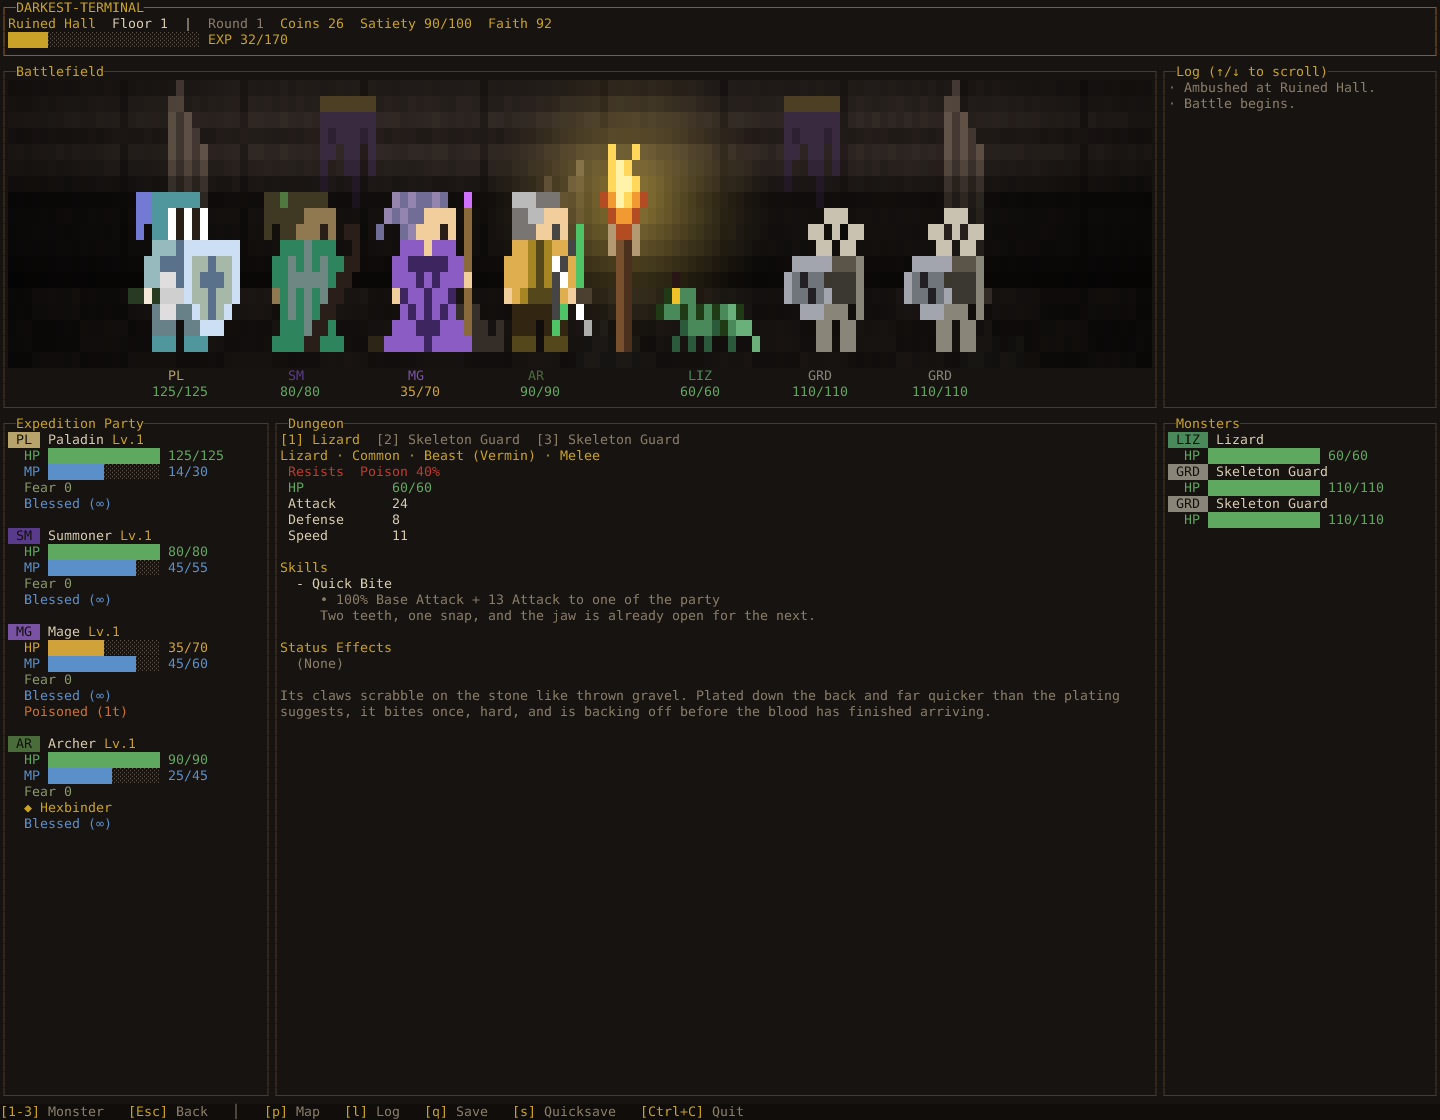 DARKEST-TERMINAL
Ruined Hall  Floor 1  |  Round 1  Coins 26  Satiety 90/100  Faith 92
EXP 32/170
Battlefield
PL SM MG AR LIZ GRD GRD
125/125 80/80 35/70 90/90 60/60 110/110 110/110
Log (↑/↓ to scroll)
· Ambushed at Ruined Hall.
· Battle begins.
Expedition Party
PL Paladin Lv.1
HP 125/125
MP 14/30
Fear 0
Blessed (∞)
SM Summoner Lv.1
HP 80/80
MP 45/55
Fear 0
Blessed (∞)
MG Mage Lv.1
HP 35/70
MP 45/60
Fear 0
Blessed (∞)
Poisoned (1t)
AR Archer Lv.1
HP 90/90
MP 25/45
Fear 0
◆ Hexbinder
Blessed (∞)
Dungeon
[1] Lizard  [2] Skeleton Guard  [3] Skeleton Guard
Lizard · Common · Beast (Vermin) · Melee
Resists  Poison 40%
HP 60/60
Attack 24
Defense 8
Speed 11
Skills
- Quick Bite
• 100% Base Attack + 13 Attack to one of the party
Two teeth, one snap, and the jaw is already open for the next.
Status Effects
(None)
Its claws scrabble on the stone like thrown gravel. Plated down the back and far quicker than the plating
suggests, it bites once, hard, and is backing off before the blood has finished arriving.
Monsters
LIZ Lizard
HP 60/60
GRD Skeleton Guard
HP 110/110
GRD Skeleton Guard
HP 110/110
[1-3] Monster  [Esc] Back  │  [p] Map  [l] Log  [q] Save  [s] Quicksave  [Ctrl+C] Quit